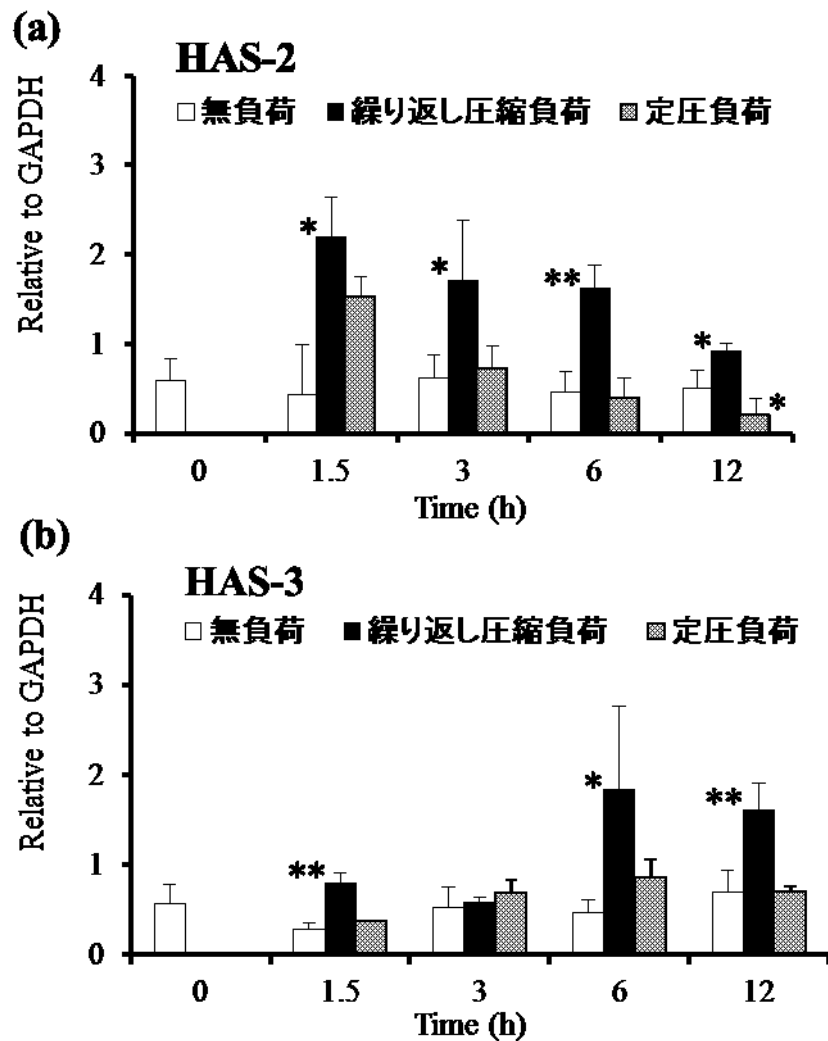 (a)
HAS-2
無負荷 繰り返し圧縮負荷 定圧負荷
Relative to GAPDH
4
3
2
1
0
* * ** * *
0 1.5 3 6 12
Time (h)
(b)
HAS-3
無負荷 繰り返し圧縮負荷 定圧負荷
Relative to GAPDH
4
3
2
1
0
** * **
0 1.5 3 6 12
Time (h)